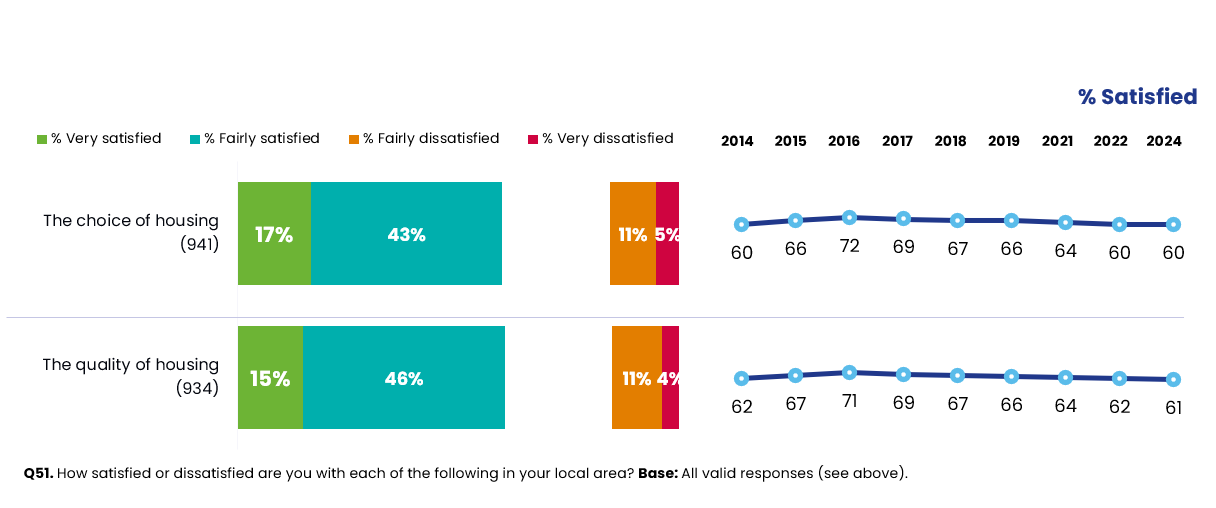 % Satisfied
% Very satisfied % Fairly satisfied % Fairly dissatisfied % Very dissatisfied
2014 2015 2016 2017 2018 2019 2021 2022 2024
The choice of housing
(941)
17% 43% 11% 5%
60 66 72 69 67 66 64 60 60
The quality of housing
(934)
15% 46% 11% 4%
62 67 71 69 67 66 64 62 61
Q51. How satisfied or dissatisfied are you with each of the following in your local area? Base: All valid responses (see above).